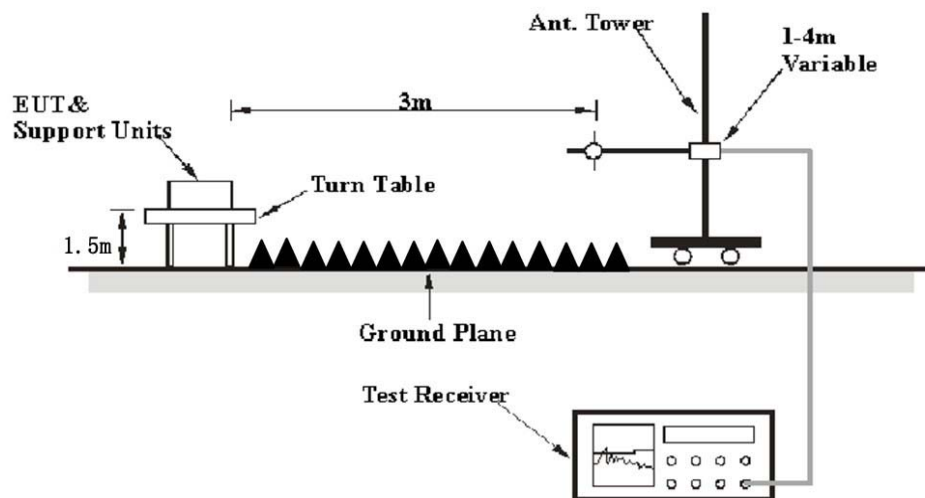 Ant. Tower
1-4m
Variable
EUT&
Support Units
3m
Turn Table
1.5m
Ground Plane
Test Receiver